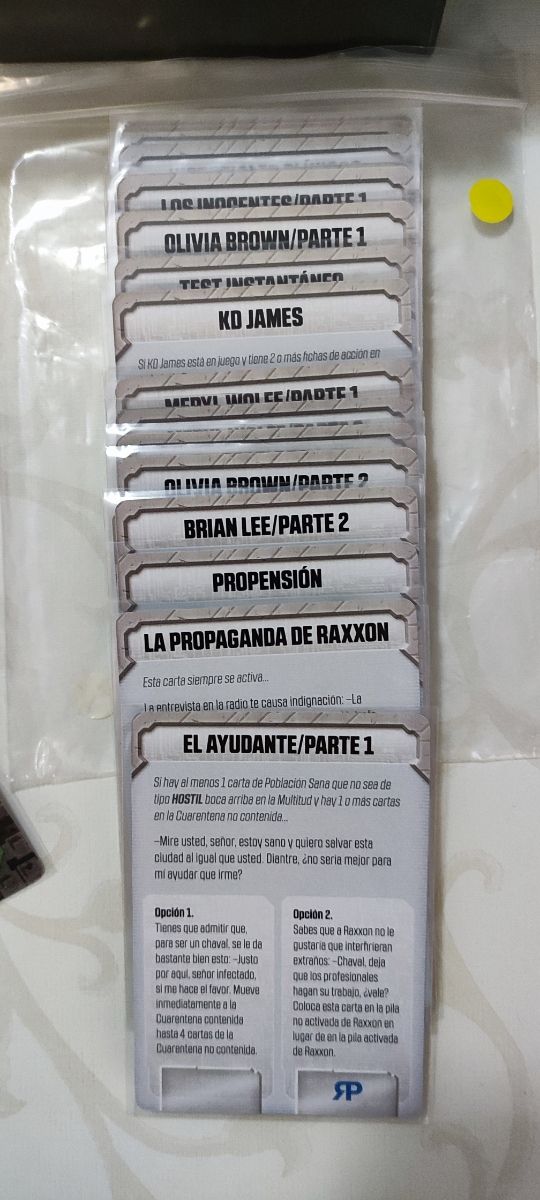 LOS INOCENTES/PARTE 1
OLIVIA BROWN/PARTE 1
TEST INSTANTÁNEO
KD JAMES
Si KD James está en juego y tiene 2 o más fichas de acción en
MERYL WOLFE/PARTE 1
OLIVIA BROWN/PARTE 2
BRIAN LEE/PARTE 2
PROPENSIÓN
LA PROPAGANDA DE RAXXON
Esta carta siempre se activa...
La entrevista en la radio te causa indignación: –La
EL AYUDANTE/PARTE 1
Si hay al menos 1 carta de Población Sana que no sea de
tipo HOSTIL boca arriba en la Multitud y hay 1 o más cartas
en la Cuarentena no contenida...
–Mire usted, señor, estoy sano y quiero salvar esta
ciudad al igual que usted. Diantre, ¿no sería mejor para
mí ayudar que irme?
Opción 1.
Tienes que admitir que,
para ser un chaval, se le da
bastante bien esto: –Justo
por aquí, señor infectado,
si me hace el favor. Mueve
inmediatamente a la
Cuarentena contenida
hasta 4 cartas de la
Cuarentena no contenida.
Opción 2.
Sabes que a Raxxon no le
gustaría que interfirieran
extraños: –Chaval, deja
que los profesionales
hagan su trabajo, ¿vale?
Coloca esta carta en la pila
no activada de Raxxon en
lugar de en la pila activada
de Raxxon.
RP